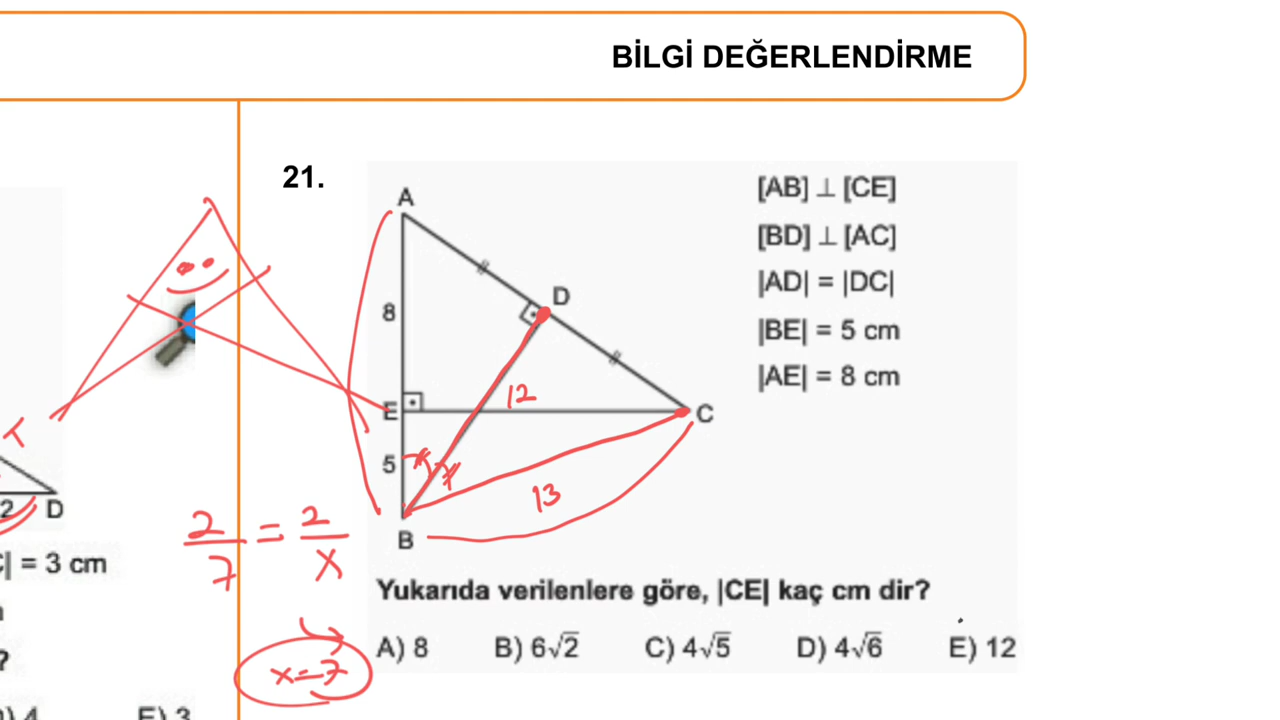 BİLGİ DEĞERLENDİRME
21.
A
[AB] ⊥ [CE]
[BD] ⊥ [AC]
|AD| = |DC|
|BE| = 5 cm
|AE| = 8 cm
D
8
12
E
C
5
13
B
2 D
2/7 = 2/x
x=7
| = 3 cm
?
Yukarıda verilenlere göre, |CE| kaç cm dir?
A) 8 B) 6√2 C) 4√5 D) 4√6 E) 12
) 4 E) 3